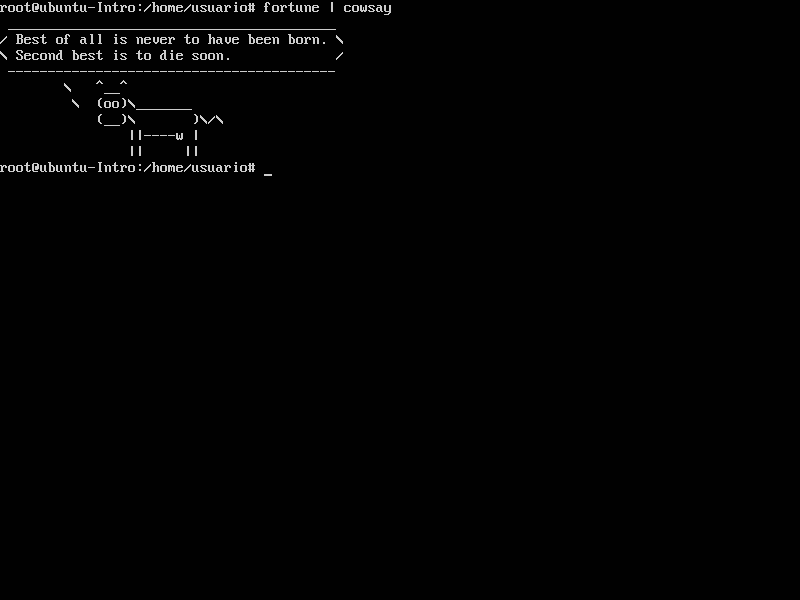 root@ubuntu-Intro:/home/usuario# fortune | cowsay
 _________________________________________
/ Best of all is never to have been born. \
\ Second best is to die soon.             /
 -----------------------------------------
        \   ^__^
         \  (oo)\_______
            (__)\       )\/\
                ||----w |
                ||     ||
root@ubuntu-Intro:/home/usuario# _